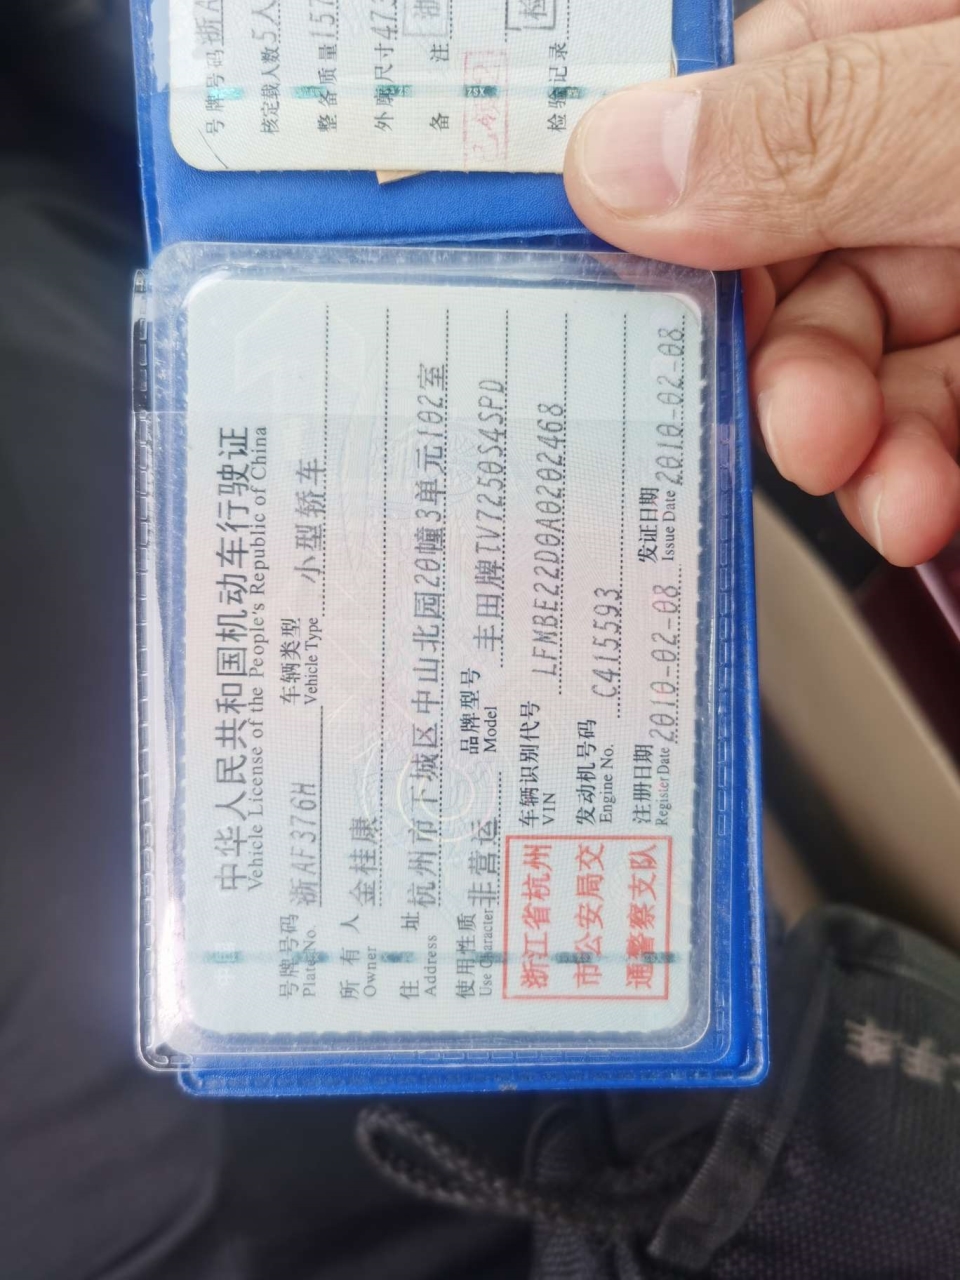 中华人民共和国机动车行驶证
Vehicle License of the People's Republic of China
号牌号码 浙AF376H 车辆类型 小型轿车
Plate No. Vehicle Type
所有人 金桂康
Owner
住址 杭州市下城区中山北园20幢3单元102室
Address
使用性质 非营运 品牌型号 丰田牌TV7250S4SPD
Use Character Model
车辆识别代号 LFMBE22D0A0202468
VIN
发动机号码 C415593
Engine No.
注册日期 2010-02-08 发证日期 2010-02-08
Register Date Issue Date
浙江省杭州
市公安局交
通警察支队
号牌号码 浙A
核定载人数 5人
整备质量 157
外廓尺寸 473
备注 浙
检验记录 检